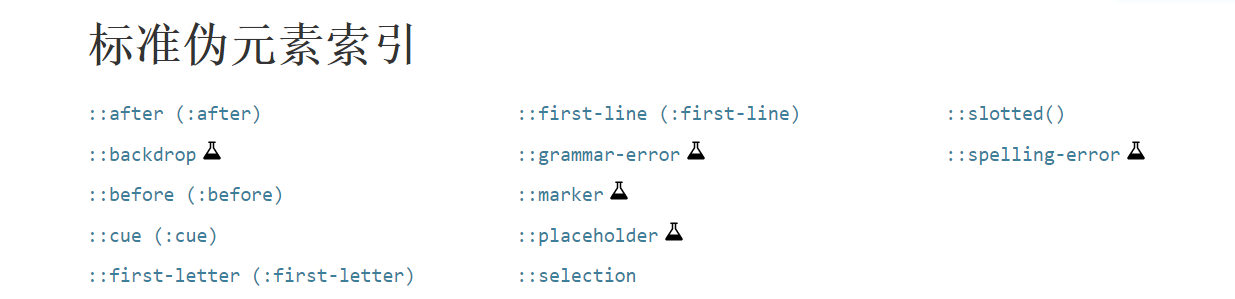 标准伪元素索引
::after (:after)
::backdrop
::before (:before)
::cue (:cue)
::first-letter (:first-letter)
::first-line (:first-line)
::grammar-error
::marker
::placeholder
::selection
::slotted()
::spelling-error